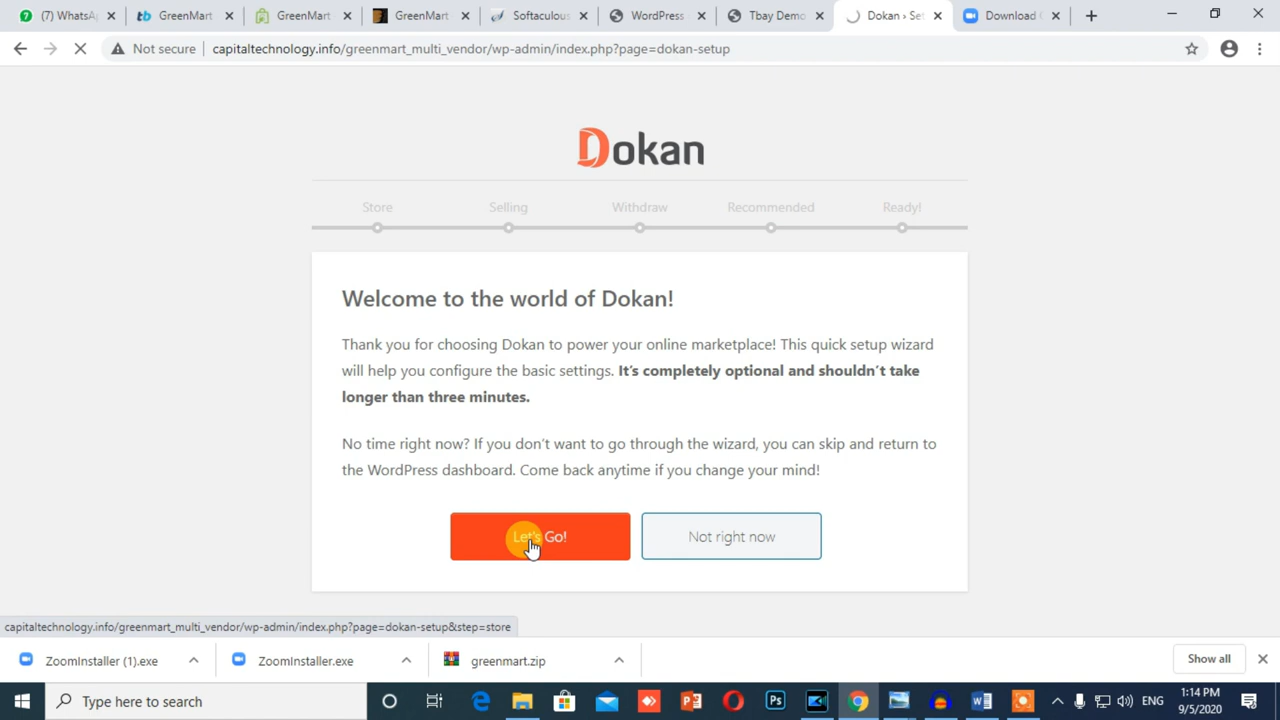 (7) WhatsA
GreenMart
GreenMart
GreenMart
Softaculous
WordPress
Tbay Demo
Dokan › Set
Download
Not secure
capitaltechnology.info/greenmart_multi_vendor/wp-admin/index.php?page=dokan-setup
Dokan
Store
Selling
Withdraw
Recommended
Ready!
Welcome to the world of Dokan!
Thank you for choosing Dokan to power your online marketplace! This quick setup wizard
will help you configure the basic settings. It's completely optional and shouldn't take
longer than three minutes.
No time right now? If you don't want to go through the wizard, you can skip and return to
the WordPress dashboard. Come back anytime if you change your mind!
Let's Go!
Not right now
capitaltechnology.info/greenmart_multi_vendor/wp-admin/index.php?page=dokan-setup&step=store
ZoomInstaller (1).exe
ZoomInstaller.exe
greenmart.zip
Show all
Type here to search
ENG
1:14 PM
9/5/2020